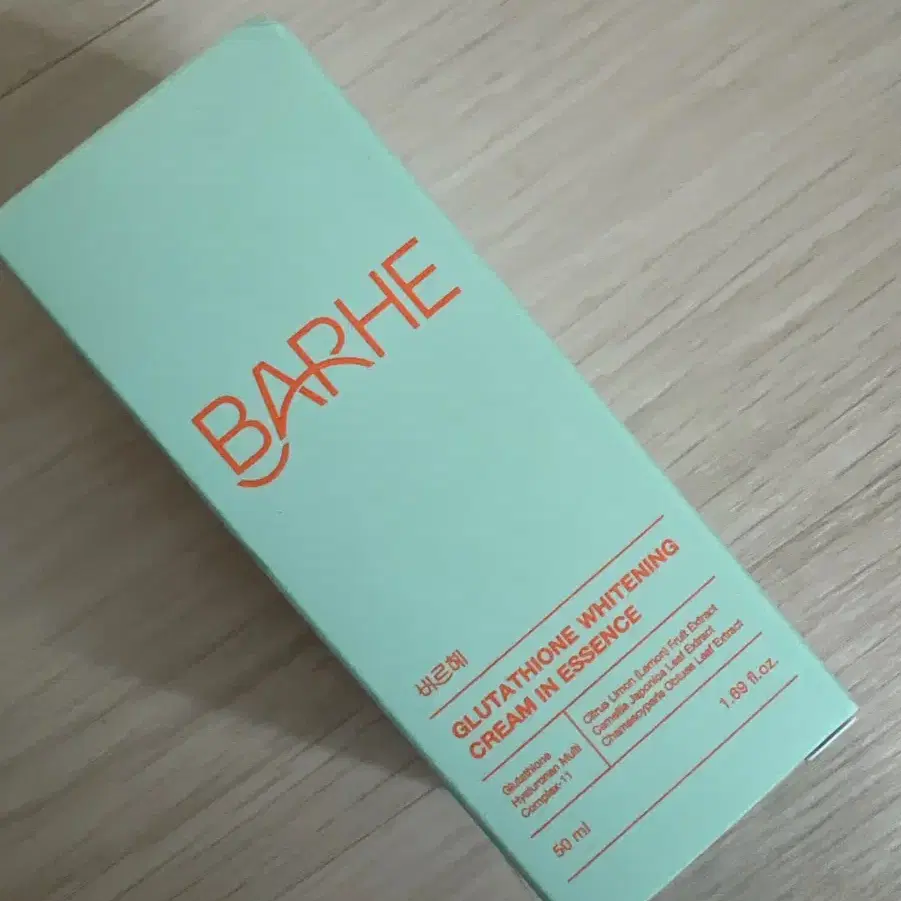 BARHE
바르헤
GLUTATHIONE WHITENING
CREAM IN ESSENCE
Glutathione
Hyaluronan Multi
Complex-11
Citrus Limon (Lemon) Fruit Extract
Camellia Japonica Leaf Extract
Chamaecyparis Obtusa Leaf Extract
50 ml
1.69 fl.oz.